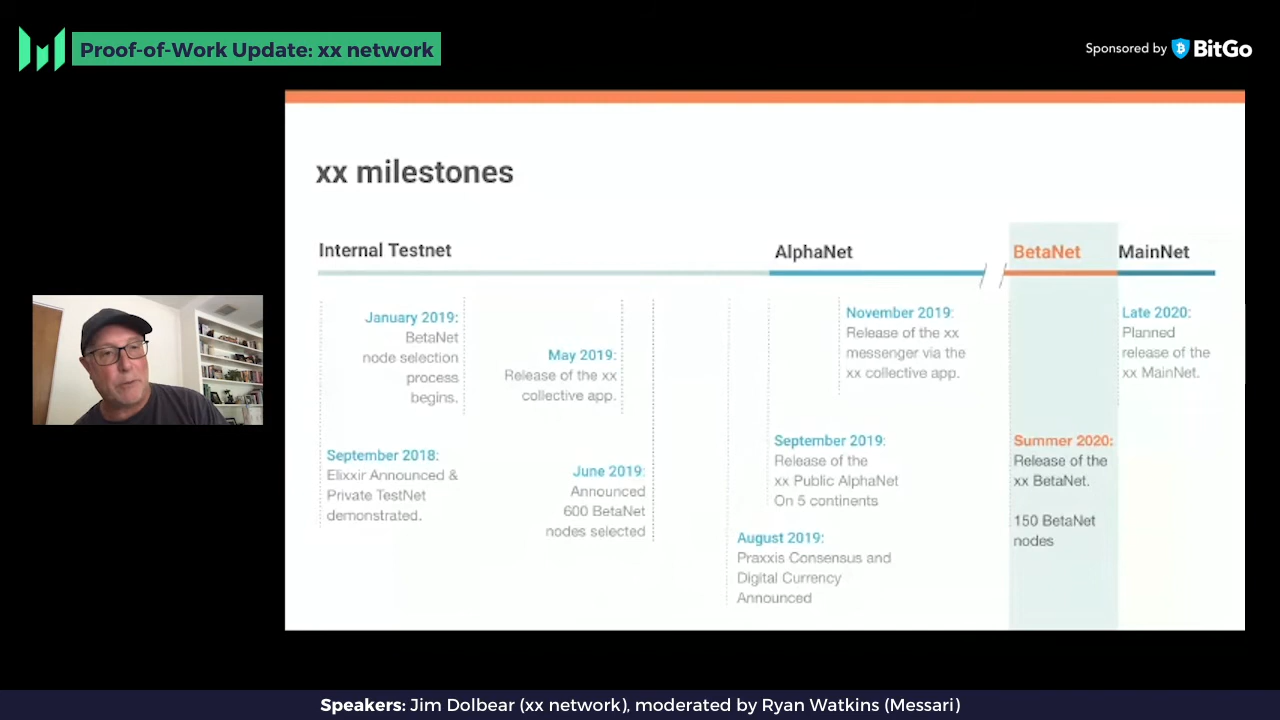 Proof-of-Work Update: xx network
Sponsored by BitGo
xx milestones
Internal Testnet
AlphaNet
BetaNet
MainNet
January 2019:
BetaNet
node selection
process
begins.
September 2018:
Elixxir Announced &
Private TestNet
demonstrated.
May 2019:
Release of the xx
collective app.
June 2019:
Announced
600 BetaNet
nodes selected
November 2019:
Release of the xx
messenger via the
xx collective app.
September 2019:
Release of the
xx Public AlphaNet
On 5 continents
August 2019:
Praxxis Consensus and
Digital Currency
Announced
Summer 2020:
Release of the
xx BetaNet.
150 BetaNet
nodes
Late 2020:
Planned
release of the
xx MainNet.
Speakers: Jim Dolbear (xx network), moderated by Ryan Watkins (Messari)